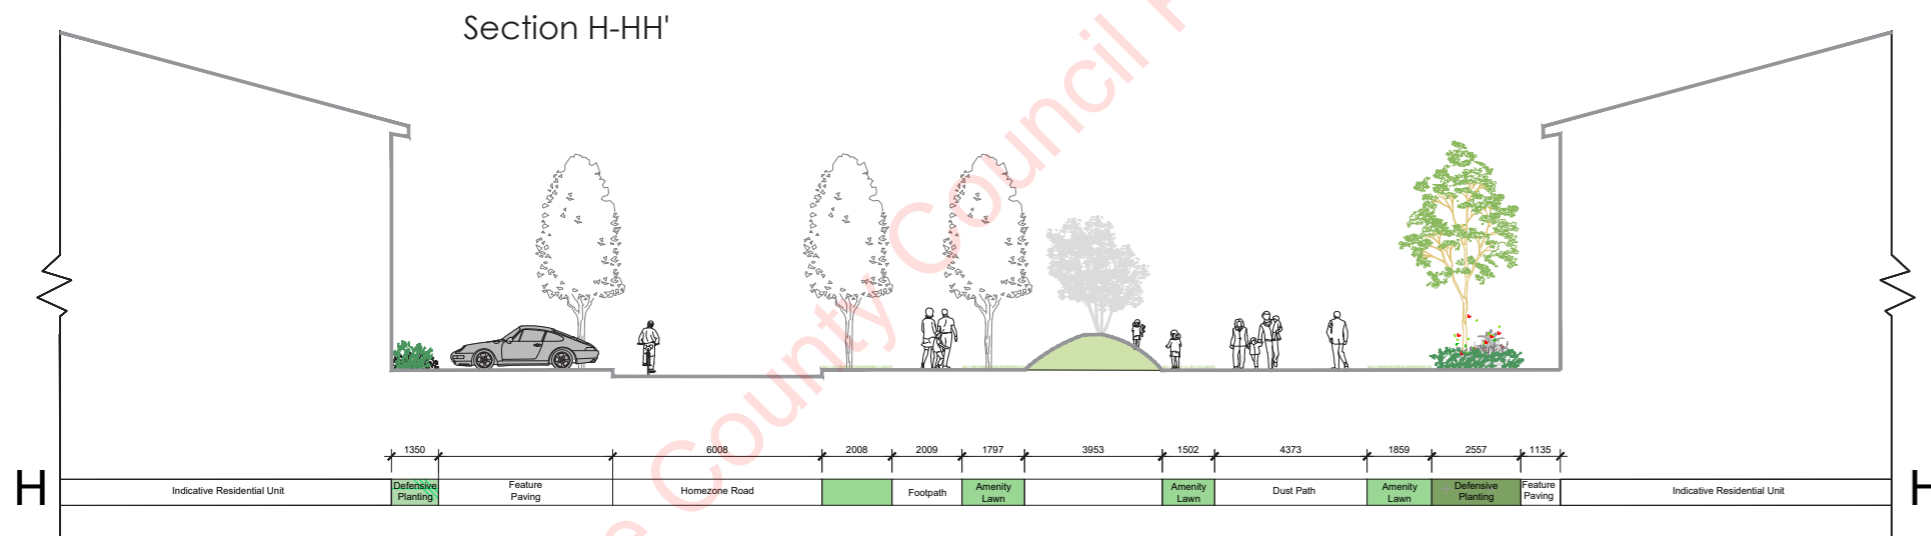 Section H-HH'
County Council
1350 6008 2008 2009 1797 3953 1502 4373 1859 2557 1135
H
Indicative Residential Unit
Defensive
Planting
Feature
Paving
Homezone Road
Footpath
Amenity
Lawn
Amenity
Lawn
Dust Path
Amenity
Lawn
Defensive
Planting
Feature
Paving
Indicative Residential Unit
H